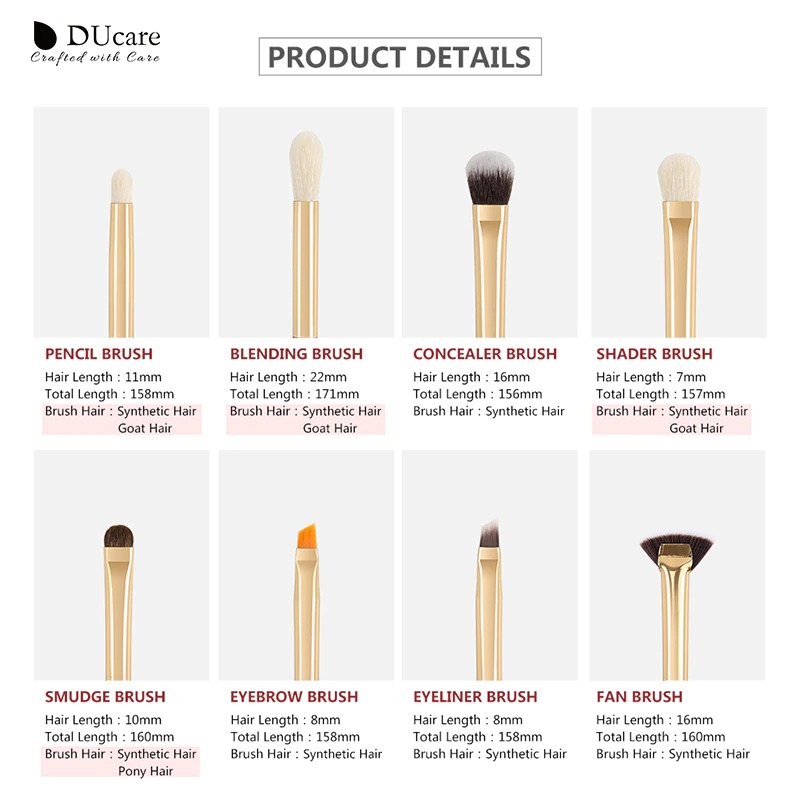 DUcare
Crafted with Care
PRODUCT DETAILS
PENCIL BRUSH
Hair Length : 11mm
Total Length : 158mm
Brush Hair : Synthetic Hair
Goat Hair
BLENDING BRUSH
Hair Length : 22mm
Total Length : 171mm
Brush Hair : Synthetic Hair
Goat Hair
CONCEALER BRUSH
Hair Length : 16mm
Total Length : 156mm
Brush Hair : Synthetic Hair
SHADER BRUSH
Hair Length : 7mm
Total Length : 157mm
Brush Hair : Synthetic Hair
Goat Hair
SMUDGE BRUSH
Hair Length : 10mm
Total Length : 160mm
Brush Hair : Synthetic Hair
Pony Hair
EYEBROW BRUSH
Hair Length : 8mm
Total Length : 158mm
Brush Hair : Synthetic Hair
EYELINER BRUSH
Hair Length : 8mm
Total Length : 158mm
Brush Hair : Synthetic Hair
FAN BRUSH
Hair Length : 16mm
Total Length : 160mm
Brush Hair : Synthetic Hair